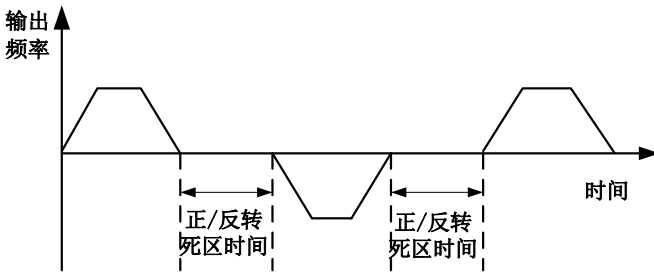 输出
频率
时间
正/反转
死区时间
正/反转
死区时间